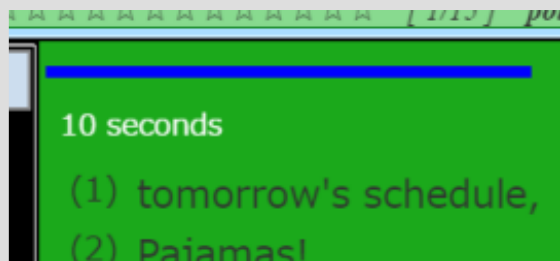 ☆☆☆☆☆☆☆☆☆☆☆☆☆ [ 1/15 ]
10 seconds
(1) tomorrow's schedule,
(2) Pajamas!